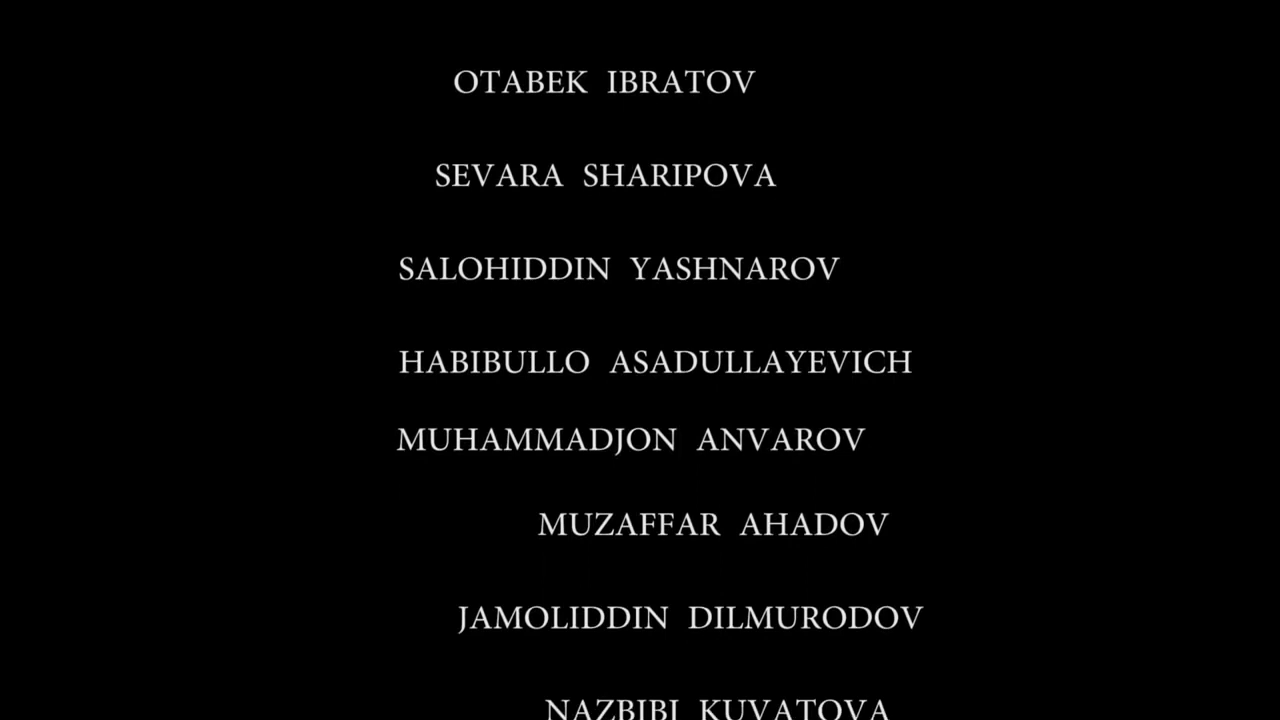 OTABEK IBRATOV
SEVARA SHARIPOVA
SALOHIDDIN YASHNAROV
HABIBULLO ASADULLAYEVICH
MUHAMMADJON ANVAROV
MUZAFFAR AHADOV
JAMOLIDDIN DILMURODOV
NAZBIBI KUVATOVA